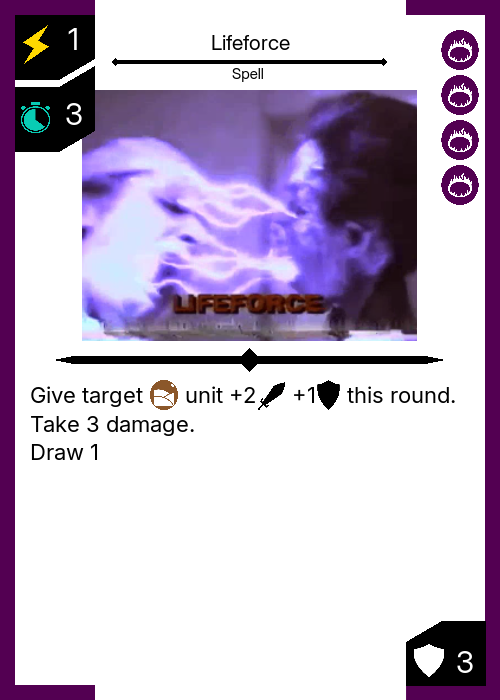 1
Lifeforce
Spell
3
LIFEFORCE
Give target unit +2 +1 this round.
Take 3 damage.
Draw 1
3